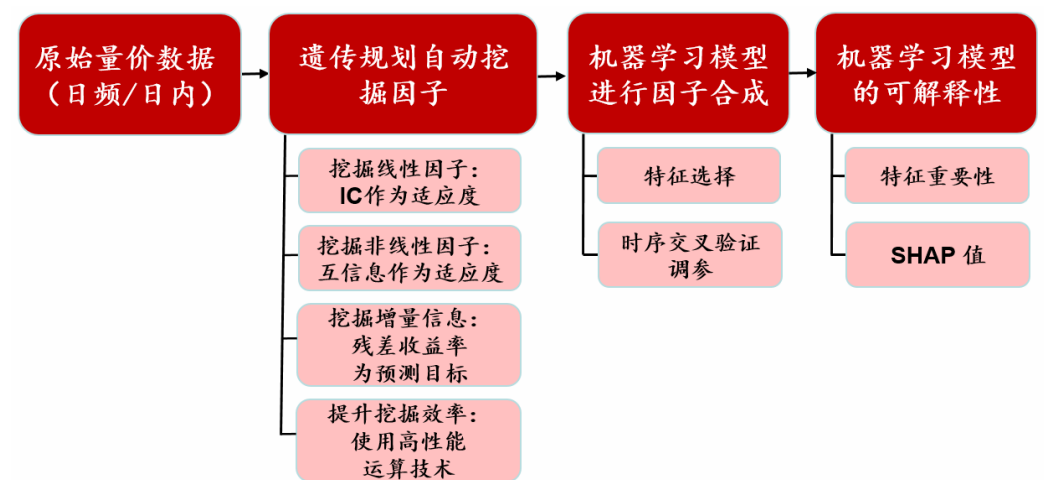 原始量价数据
（日频/日内）
遗传规划自动挖
掘因子
机器学习模型
进行因子合成
机器学习模型
的可解释性
挖掘线性因子：
IC作为适应度
挖掘非线性因子：
互信息作为适应度
挖掘增量信息：
残差收益率
为预测目标
提升挖掘效率：
使用高性能
运算技术
特征选择
时序交叉验证
调参
特征重要性
SHAP 值